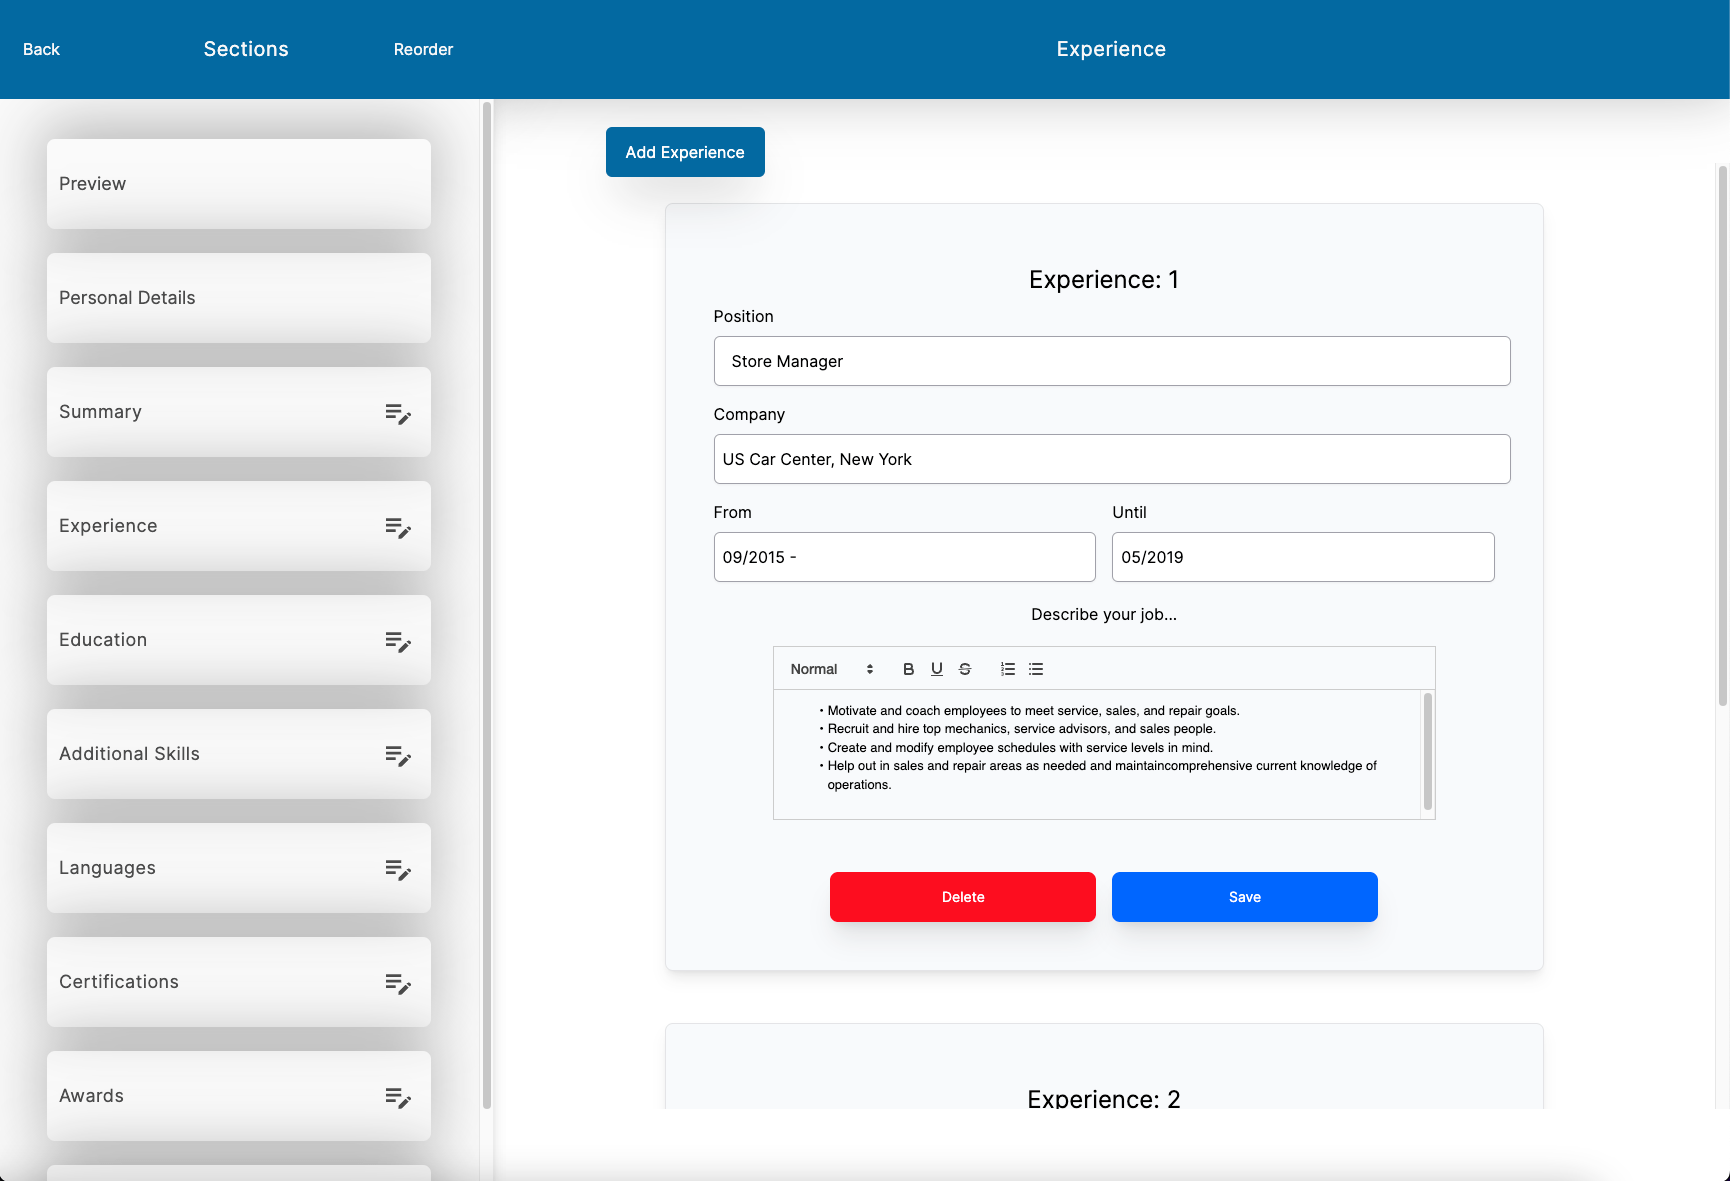 Back
Sections
Reorder
Experience
Preview
Personal Details
Summary
Experience
Education
Additional Skills
Languages
Certifications
Awards
Add Experience
Experience: 1
Position
Store Manager
Company
US Car Center, New York
From
Until
09/2015 -
05/2019
Describe your job...
Normal
B U S
• Motivate and coach employees to meet service, sales, and repair goals.
• Recruit and hire top mechanics, service advisors, and sales people.
• Create and modify employee schedules with service levels in mind.
• Help out in sales and repair areas as needed and maintaincomprehensive current knowledge of
operations.
Delete
Save
Experience: 2